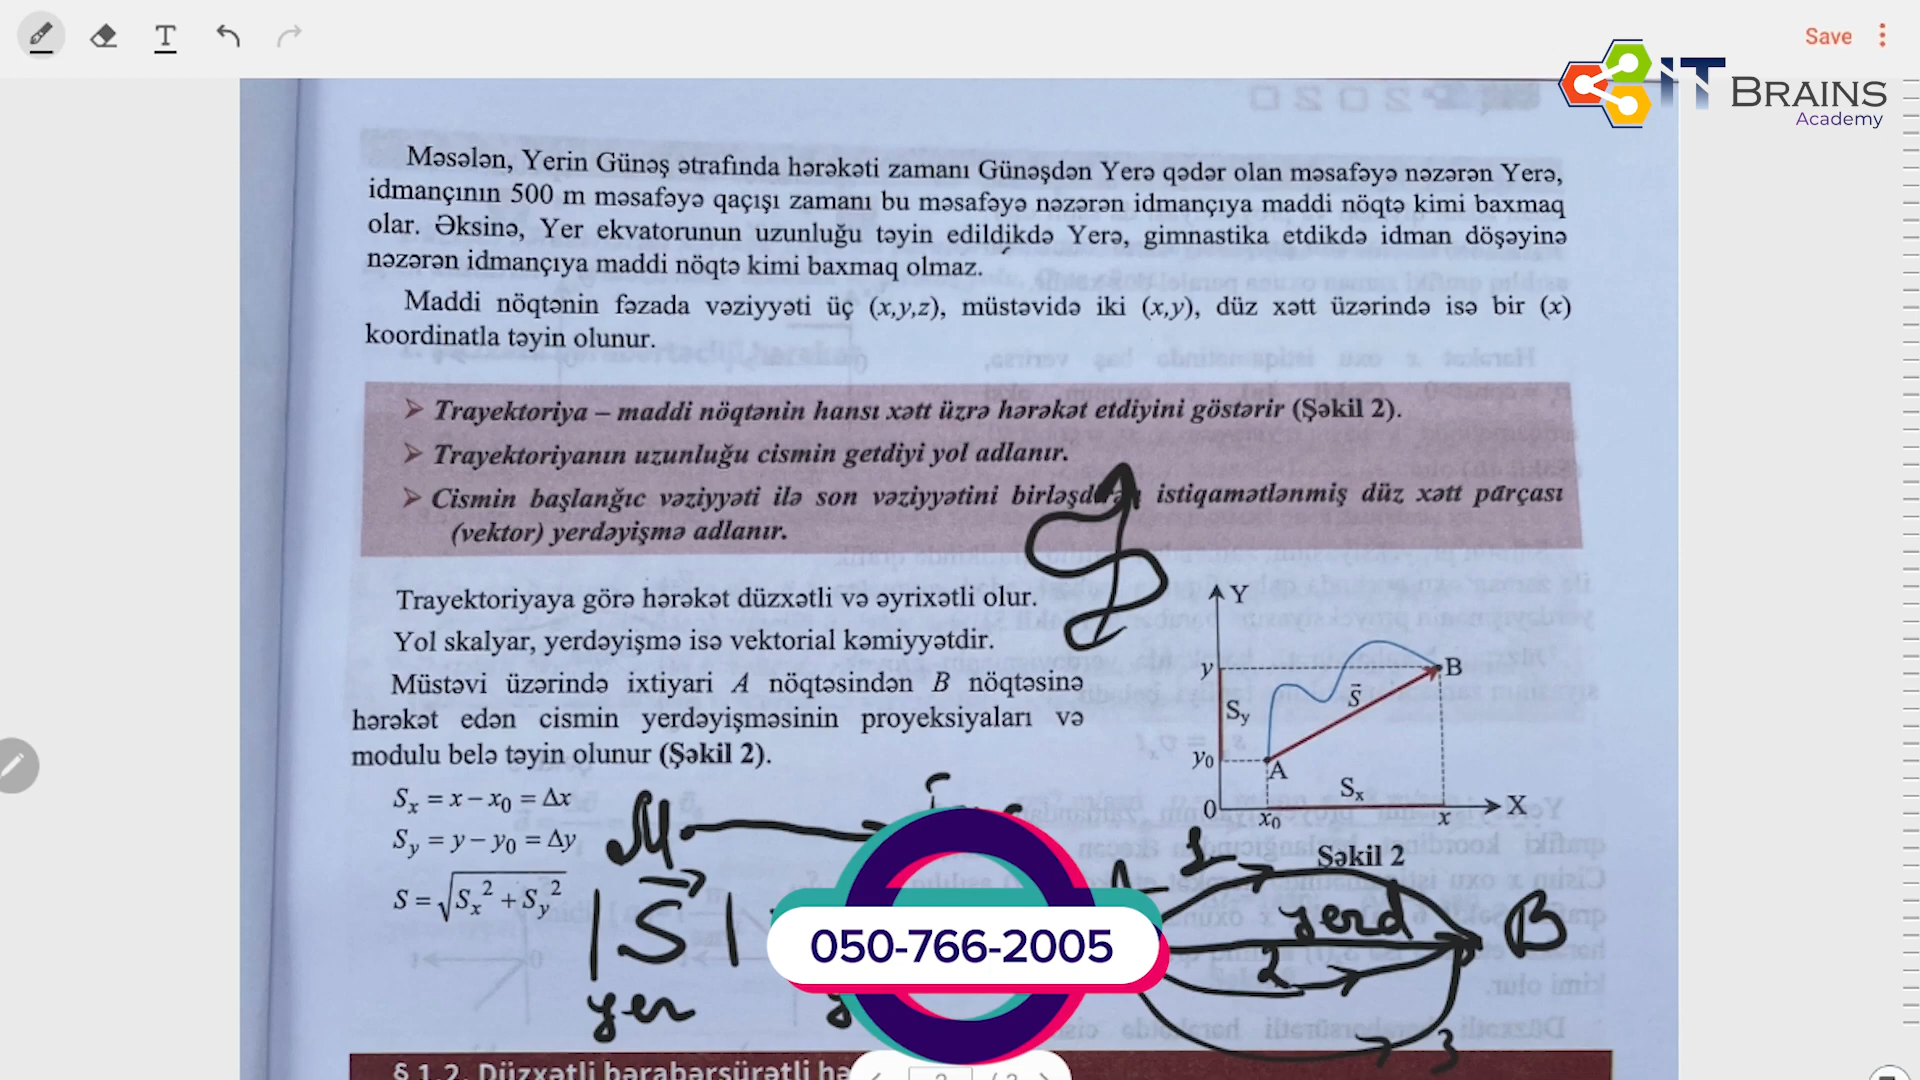 Save
iT BRAINS
Academy
Məsələn, Yerin Günəş ətrafında hərəkəti zamanı Günəşdən Yerə qədər olan məsafəyə nəzərən Yerə,
idmançının 500 m məsafəyə qaçışı zamanı bu məsafəyə nəzərən idmançıya maddi nöqtə kimi baxmaq
olar. Əksinə, Yer ekvatorunun uzunluğu təyin edildikdə Yerə, gimnastika etdikdə idman döşəyinə
nəzərən idmançıya maddi nöqtə kimi baxmaq olmaz.
Maddi nöqtənin fəzada vəziyyəti üç (x,y,z), müstəvidə iki (x,y), düz xətt üzərində isə bir (x)
koordinatla təyin olunur.
➢ Trayektoriya – maddi nöqtənin hansı xətt üzrə hərəkət etdiyini göstərir (Şəkil 2).
➢ Trayektoriyanın uzunluğu cismin getdiyi yol adlanır.
➢ Cismin başlanğıc vəziyyəti ilə son vəziyyətini istiqamətlənmiş düz xətt parçası
(vektor) yerdəyişmə adlanır.
Trayektoriyaya görə hərəkət düzxətli və əyrixətli olur.
Yol skalyar, yerdəyişmə isə vektorial kəmiyyətdir.
Müstəvi üzərində ixtiyari A nöqtəsindən B nöqtəsinə
hərəkət edən cismin yerdəyişməsinin proyeksiyaları və
modulu belə təyin olunur (Şəkil 2).
Sₓ = x – x₀ = Δx
S_y = y – y₀ = Δy
S = √(Sₓ² + S_y²)
Y
y
B
S⃗
S_y
y₀
A
Sₓ
0
x₀
x
X
Şəkil 2
M
|S⃗|
yer
1
yerd
B
2
3
050-766-2005
§ 1.2. Düzxətli bərabərsürətli hə